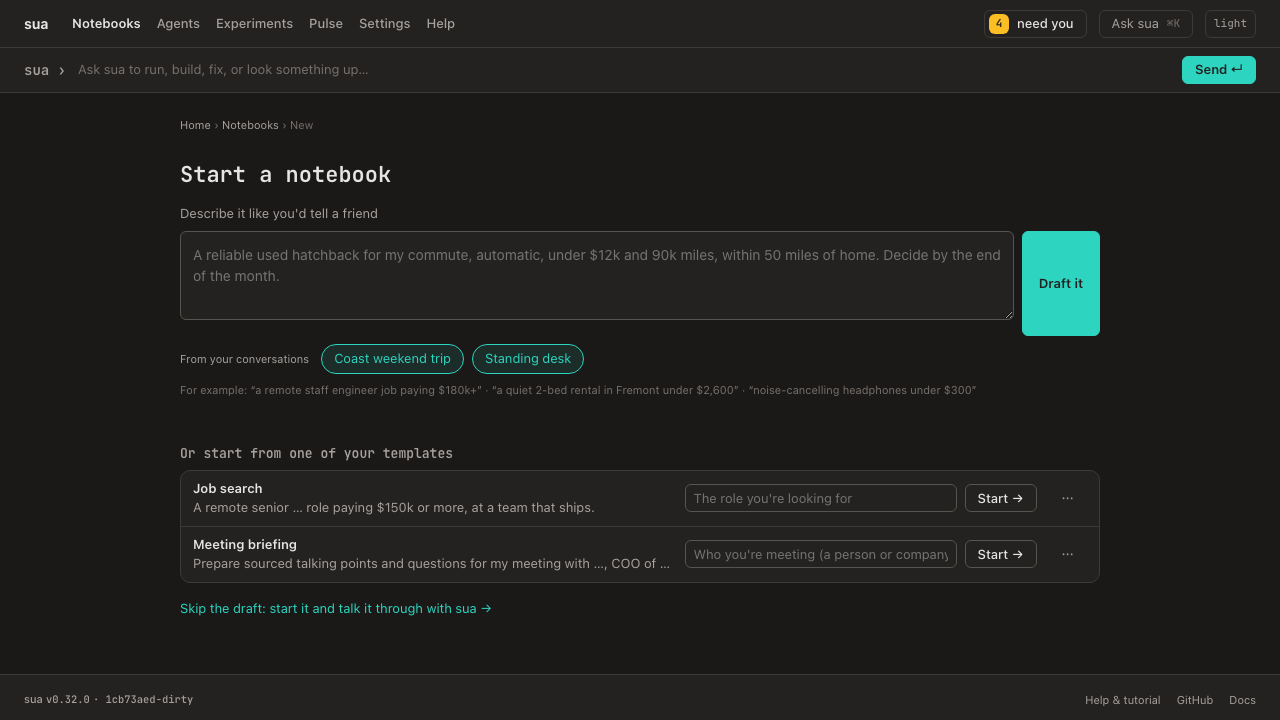 sua Notebooks Agents Experiments Pulse Settings Help 4 need you Ask sua ⌘K light
sua › Ask sua to run, build, fix, or look something up… Send ↵
Home › Notebooks › New
Start a notebook
Describe it like you'd tell a friend
A reliable used hatchback for my commute, automatic, under $12k and 90k miles, within 50 miles of home. Decide by the end
of the month.
Draft it
From your conversations Coast weekend trip Standing desk
For example: “a remote staff engineer job paying $180k+” · “a quiet 2-bed rental in Fremont under $2,600” · “noise-cancelling headphones under $300”
Or start from one of your templates
Job search
A remote senior … role paying $150k or more, at a team that ships.
The role you're looking for Start → ⋯
Meeting briefing
Prepare sourced talking points and questions for my meeting with …, COO of …
Who you're meeting (a person or company Start → ⋯
Skip the draft: start it and talk it through with sua →
sua v0.32.0 · 1cb73aed-dirty Help & tutorial GitHub Docs